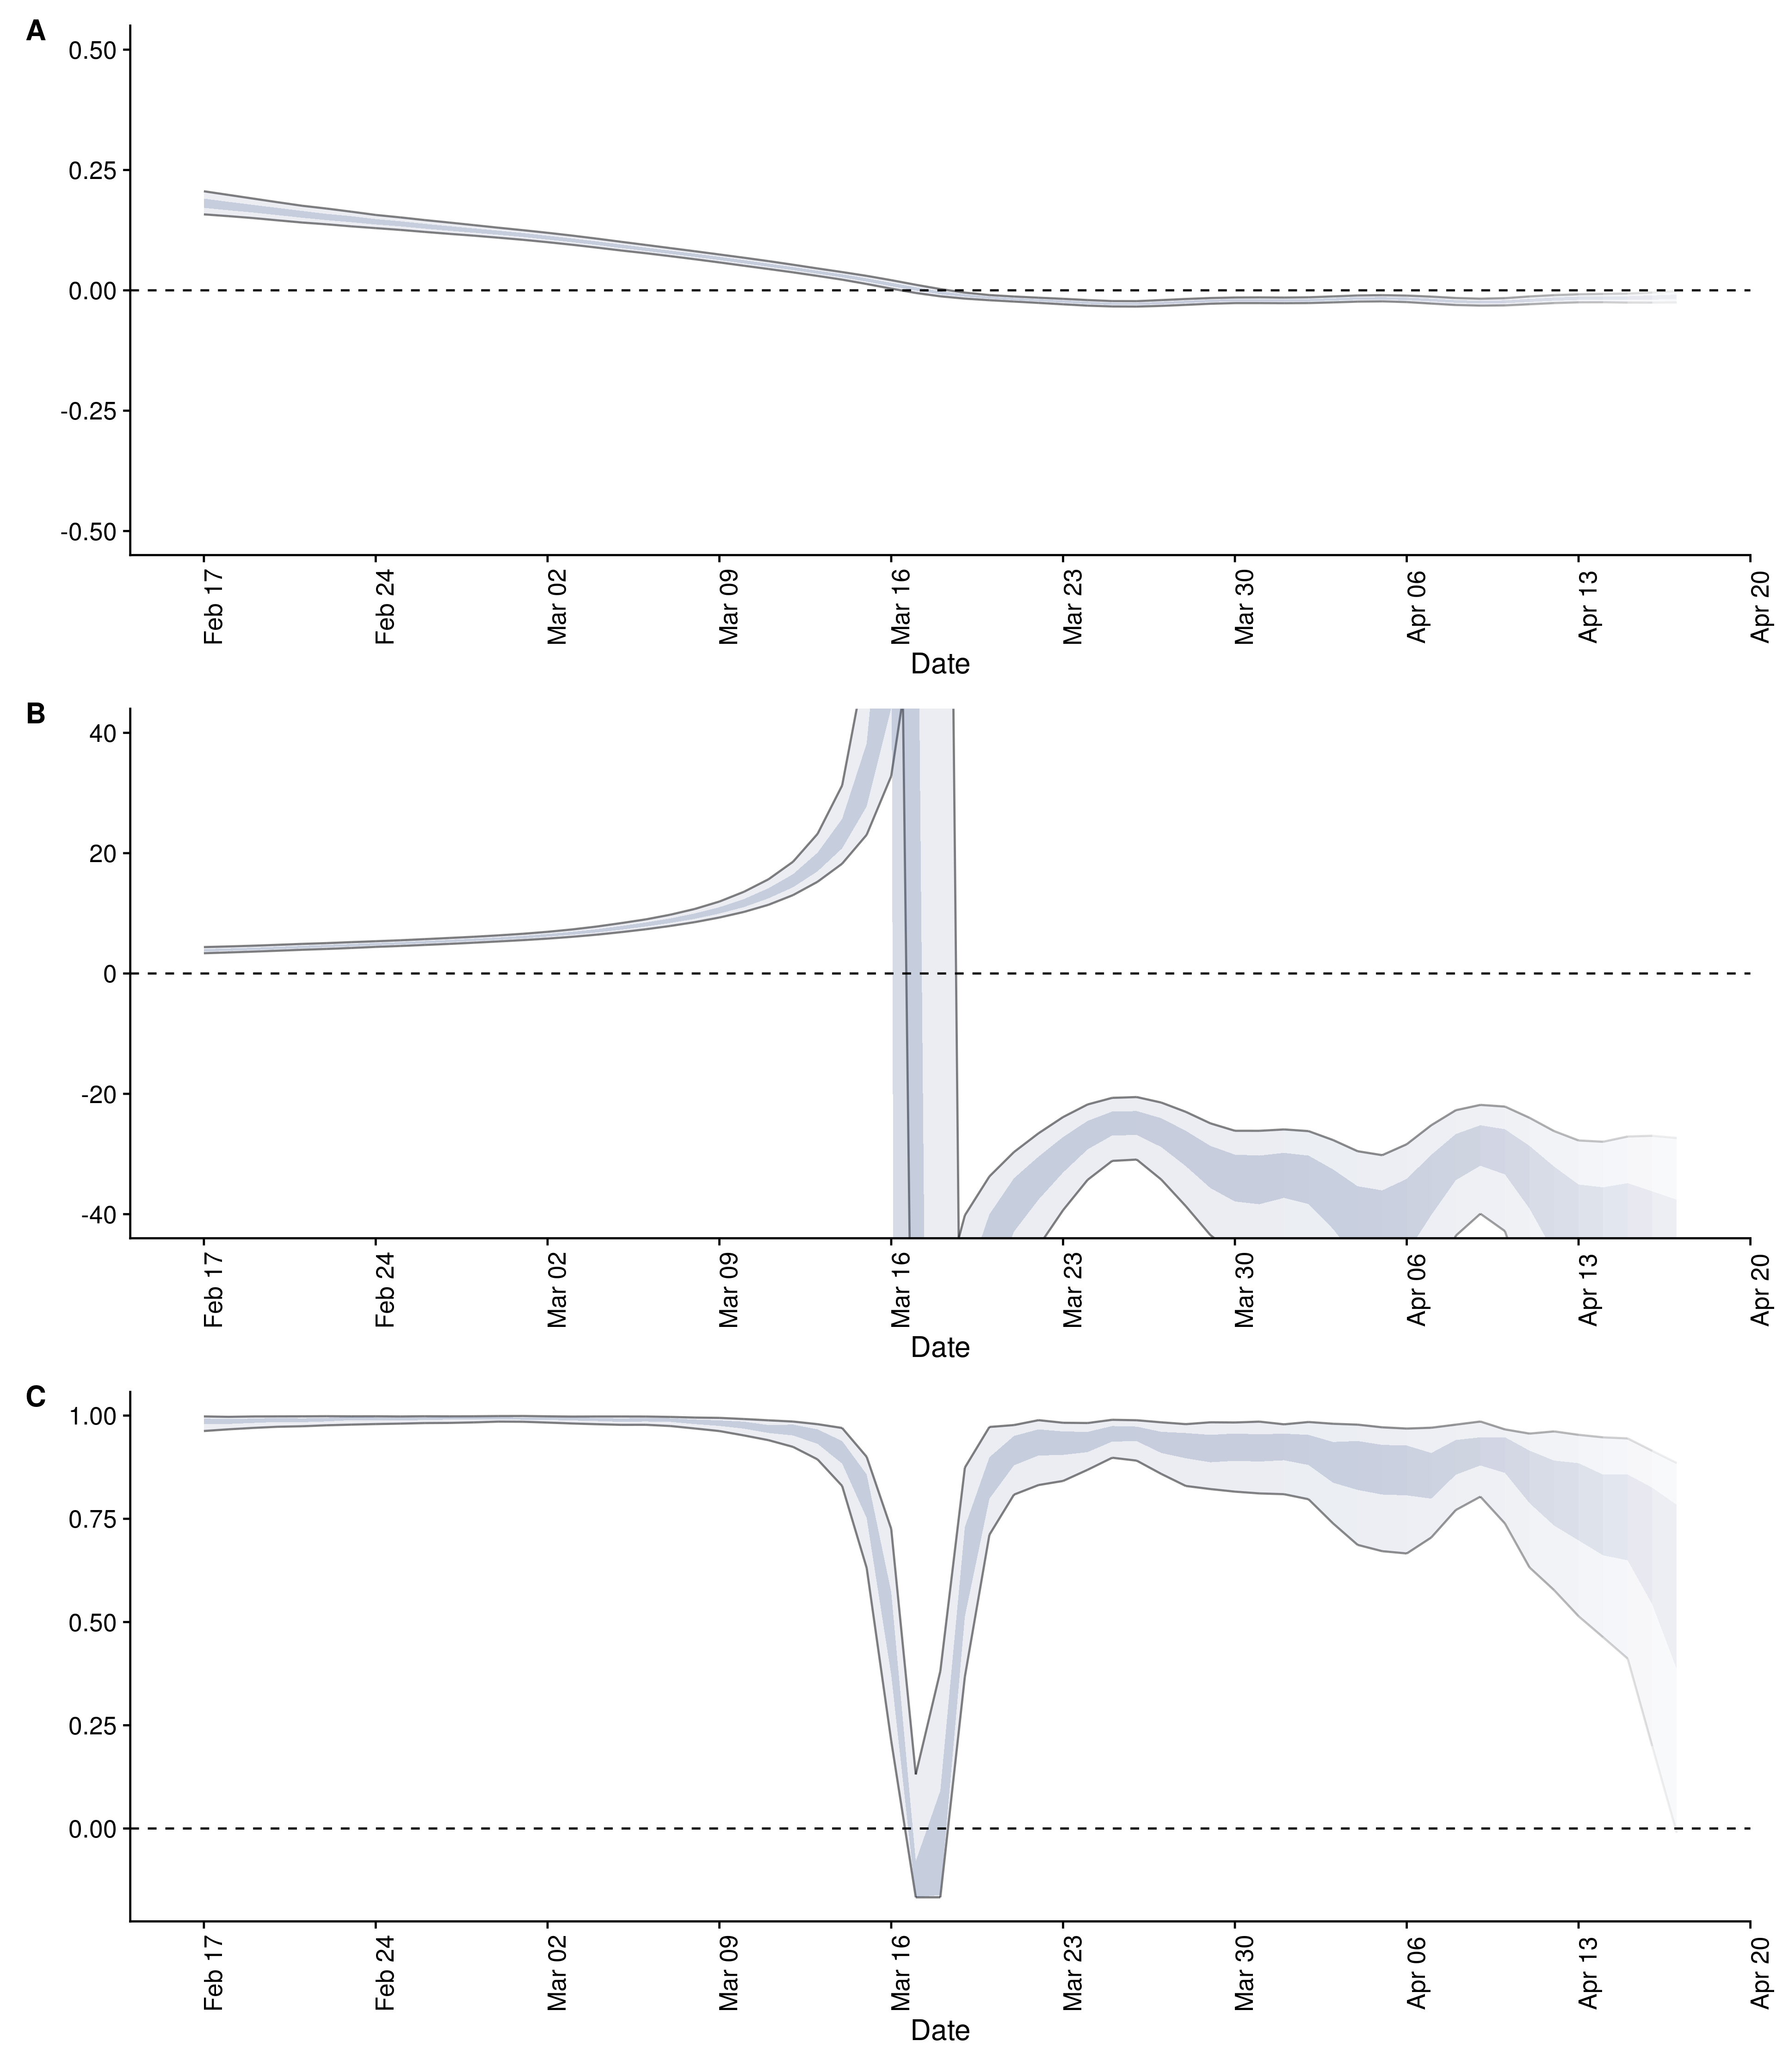 A
0.50
0.25
0.00
-0.25
-0.50
Feb 17
Feb 24
Mar 02
Mar 09
Mar 16
Mar 23
Mar 30
Apr 06
Apr 13
Apr 20
Date
B
40
20
0
-20
-40
Feb 17
Feb 24
Mar 02
Mar 09
Mar 16
Mar 23
Mar 30
Apr 06
Apr 13
Apr 20
Date
C
1.00
0.75
0.50
0.25
0.00
Feb 17
Feb 24
Mar 02
Mar 09
Mar 16
Mar 23
Mar 30
Apr 06
Apr 13
Apr 20
Date